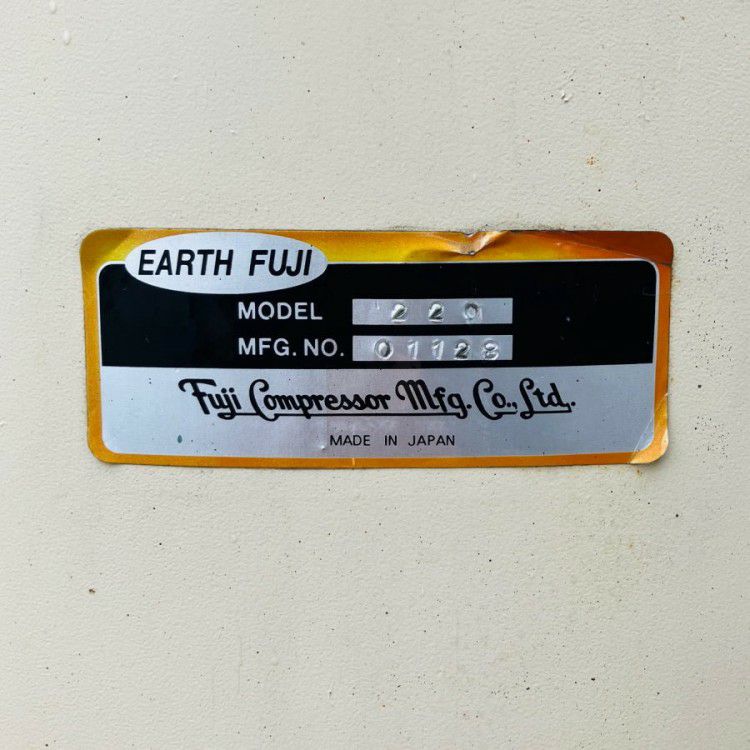 EARTH FUJI
MODEL 220
MFG. NO. 01128
Fuji Compressor Mfg. Co., Ltd.
MADE IN JAPAN